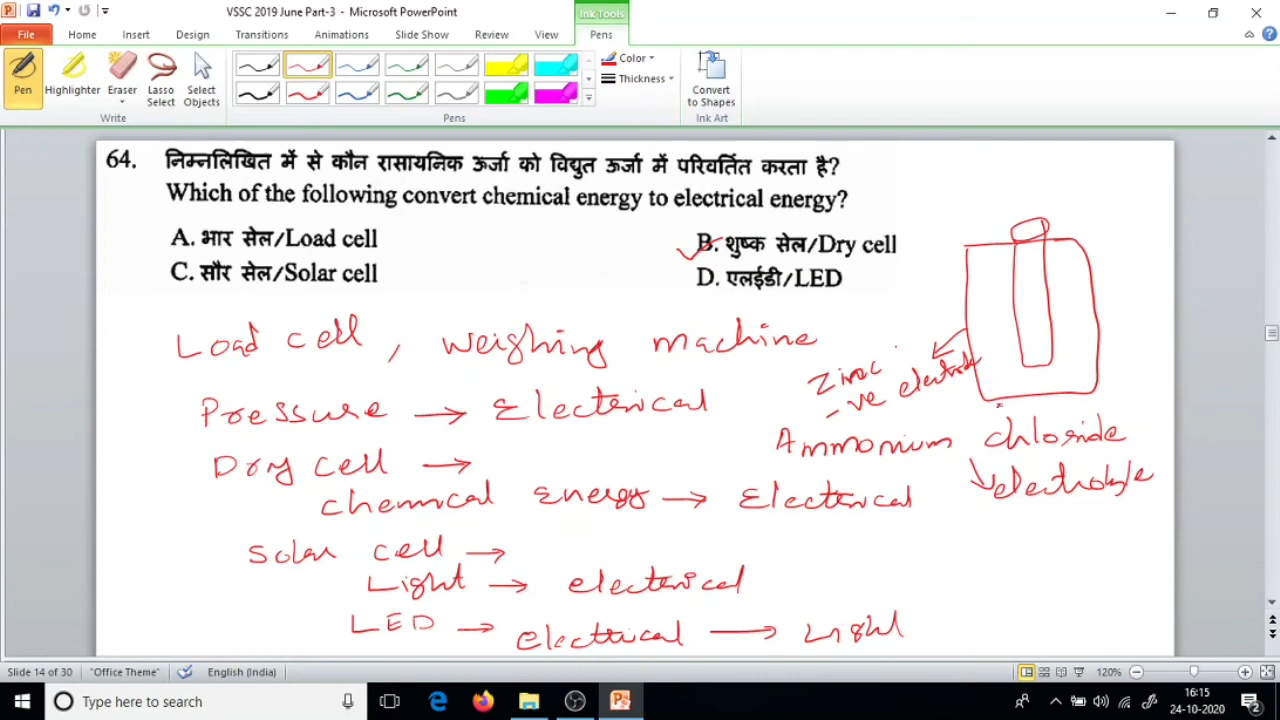 VSSC 2019 June Part-3 - Microsoft PowerPoint
Ink Tools
File Home Insert Design Transitions Animations Slide Show Review View Pens
Pen Highlighter Eraser Lasso Select Select Objects
Color
Thickness
Convert to Shapes
Write Pens Ink Art
64. निम्नलिखित में से कौन रासायनिक ऊर्जा को विद्युत ऊर्जा में परिवर्तित करता है?
Which of the following convert chemical energy to electrical energy?
A. भार सेल/Load cell B. शुष्क सेल/Dry cell
C. सौर सेल/Solar cell D. एलईडी/LED
Load cell, weighing machine
Zinc
-ve electrode
Pressure → Electrical
Ammonium chloride
Dry cell →
electrolyte
chemical Energy → Electrical
Solar cell →
Light → electrical
LED → electrical → Light
Slide 14 of 30 "Office Theme" English (India) 120%
Type here to search
16:15
24-10-2020
2